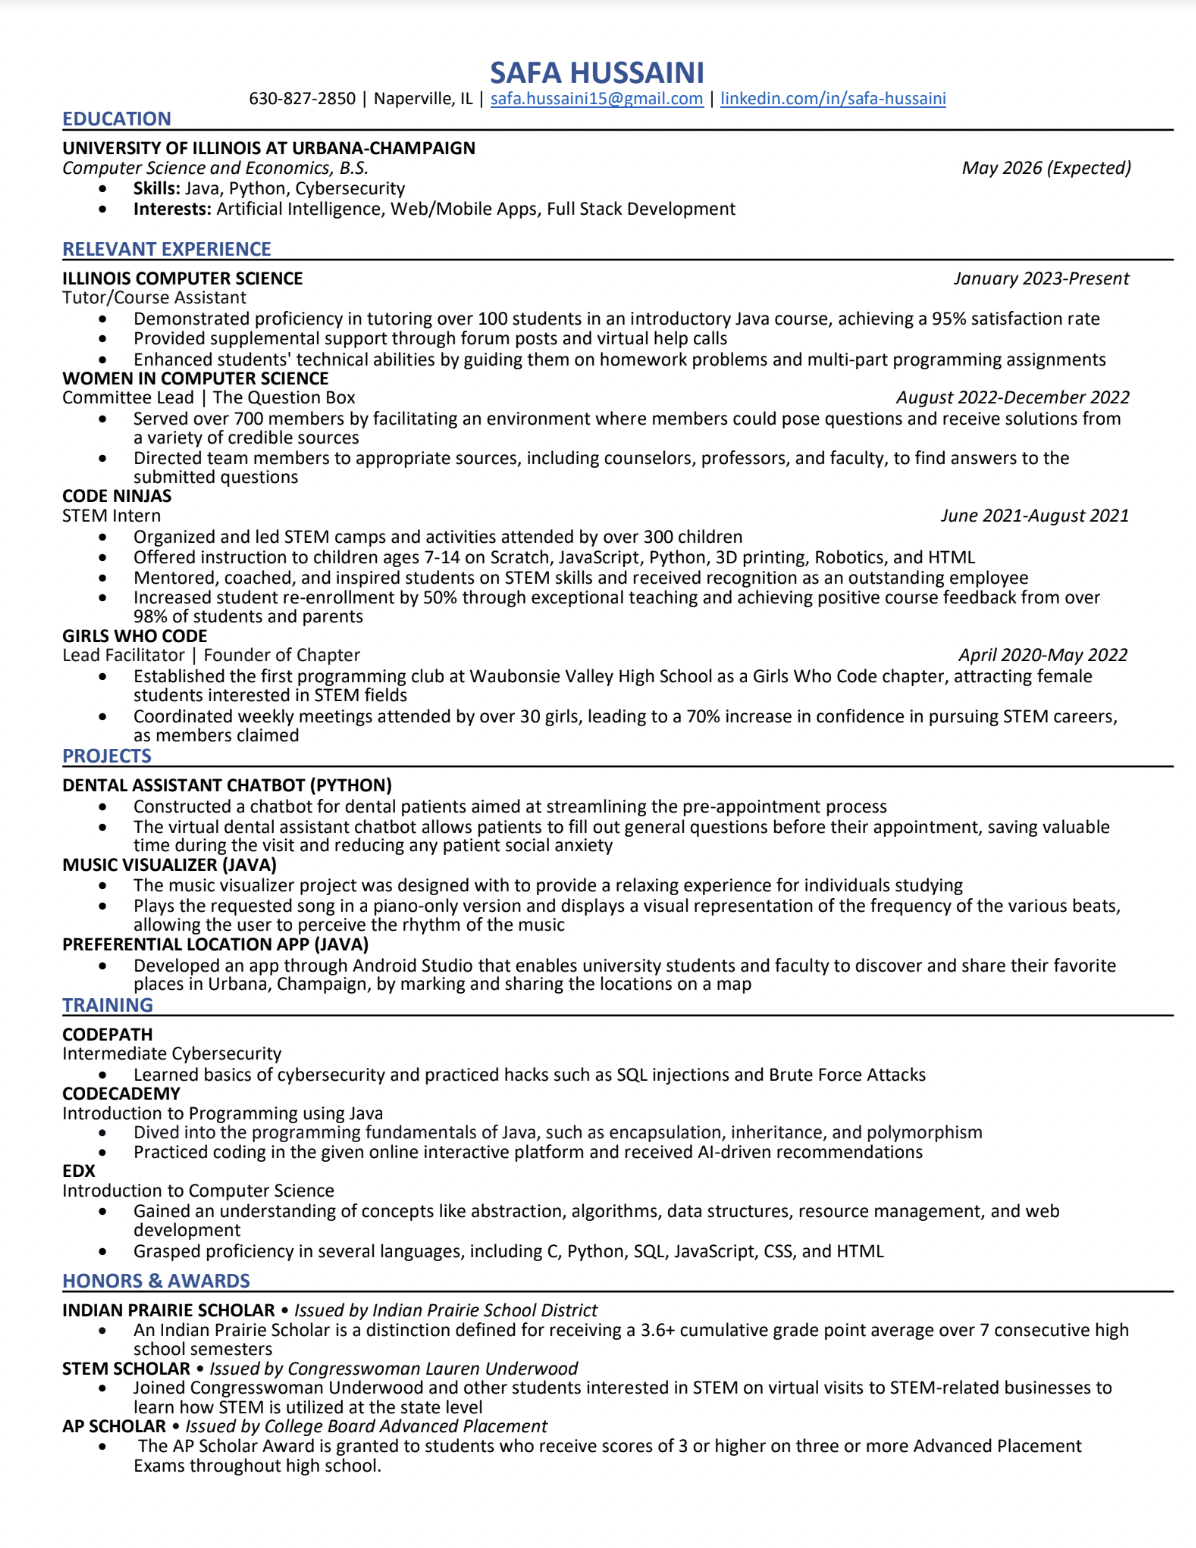 SAFA HUSSAINI
630-827-2850 | Naperville, IL | safa.hussaini15@gmail.com | linkedin.com/in/safa-hussaini
EDUCATION
UNIVERSITY OF ILLINOIS AT URBANA-CHAMPAIGN
Computer Science and Economics, B.S. May 2026 (Expected)
• Skills: Java, Python, Cybersecurity
• Interests: Artificial Intelligence, Web/Mobile Apps, Full Stack Development
RELEVANT EXPERIENCE
ILLINOIS COMPUTER SCIENCE January 2023-Present
Tutor/Course Assistant
• Demonstrated proficiency in tutoring over 100 students in an introductory Java course, achieving a 95% satisfaction rate
• Provided supplemental support through forum posts and virtual help calls
• Enhanced students' technical abilities by guiding them on homework problems and multi-part programming assignments
WOMEN IN COMPUTER SCIENCE
Committee Lead | The Question Box August 2022-December 2022
• Served over 700 members by facilitating an environment where members could pose questions and receive solutions from
a variety of credible sources
• Directed team members to appropriate sources, including counselors, professors, and faculty, to find answers to the
submitted questions
CODE NINJAS
STEM Intern June 2021-August 2021
• Organized and led STEM camps and activities attended by over 300 children
• Offered instruction to children ages 7-14 on Scratch, JavaScript, Python, 3D printing, Robotics, and HTML
• Mentored, coached, and inspired students on STEM skills and received recognition as an outstanding employee
• Increased student re-enrollment by 50% through exceptional teaching and achieving positive course feedback from over
98% of students and parents
GIRLS WHO CODE
Lead Facilitator | Founder of Chapter April 2020-May 2022
• Established the first programming club at Waubonsie Valley High School as a Girls Who Code chapter, attracting female
students interested in STEM fields
• Coordinated weekly meetings attended by over 30 girls, leading to a 70% increase in confidence in pursuing STEM careers,
as members claimed
PROJECTS
DENTAL ASSISTANT CHATBOT (PYTHON)
• Constructed a chatbot for dental patients aimed at streamlining the pre-appointment process
• The virtual dental assistant chatbot allows patients to fill out general questions before their appointment, saving valuable
time during the visit and reducing any patient social anxiety
MUSIC VISUALIZER (JAVA)
• The music visualizer project was designed with to provide a relaxing experience for individuals studying
• Plays the requested song in a piano-only version and displays a visual representation of the frequency of the various beats,
allowing the user to perceive the rhythm of the music
PREFERENTIAL LOCATION APP (JAVA)
• Developed an app through Android Studio that enables university students and faculty to discover and share their favorite
places in Urbana, Champaign, by marking and sharing the locations on a map
TRAINING
CODEPATH
Intermediate Cybersecurity
• Learned basics of cybersecurity and practiced hacks such as SQL injections and Brute Force Attacks
CODECADEMY
Introduction to Programming using Java
• Dived into the programming fundamentals of Java, such as encapsulation, inheritance, and polymorphism
• Practiced coding in the given online interactive platform and received AI-driven recommendations
EDX
Introduction to Computer Science
• Gained an understanding of concepts like abstraction, algorithms, data structures, resource management, and web
development
• Grasped proficiency in several languages, including C, Python, SQL, JavaScript, CSS, and HTML
HONORS & AWARDS
INDIAN PRAIRIE SCHOLAR • Issued by Indian Prairie School District
• An Indian Prairie Scholar is a distinction defined for receiving a 3.6+ cumulative grade point average over 7 consecutive high
school semesters
STEM SCHOLAR • Issued by Congresswoman Lauren Underwood
• Joined Congresswoman Underwood and other students interested in STEM on virtual visits to STEM-related businesses to
learn how STEM is utilized at the state level
AP SCHOLAR • Issued by College Board Advanced Placement
• The AP Scholar Award is granted to students who receive scores of 3 or higher on three or more Advanced Placement
Exams throughout high school.